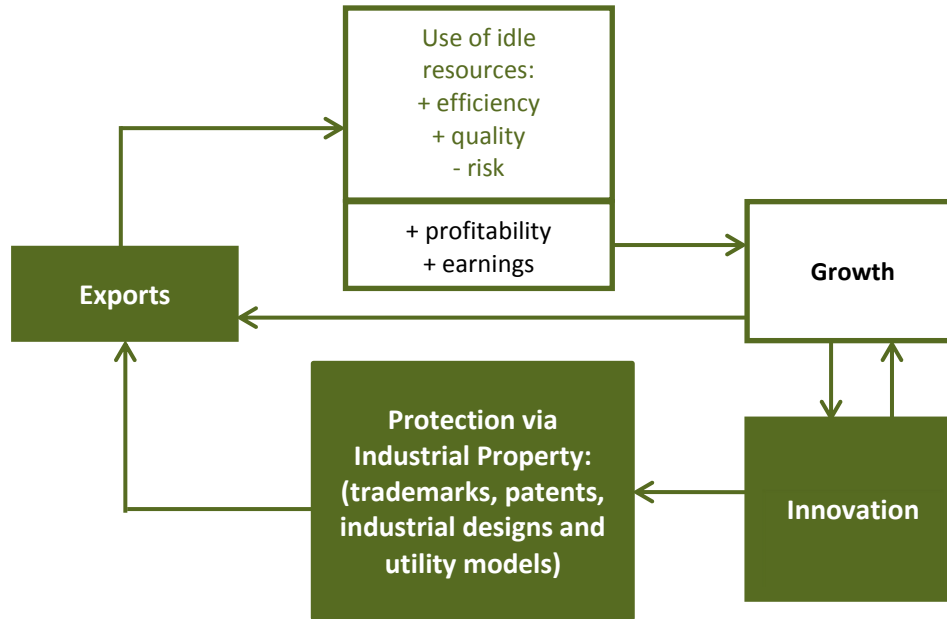 Use of idle
resources:
+ efficiency
+ quality
- risk
+ profitability
+ earnings
Exports
Growth
Protection via
Industrial Property:
(trademarks, patents,
industrial designs and
utility models)
Innovation